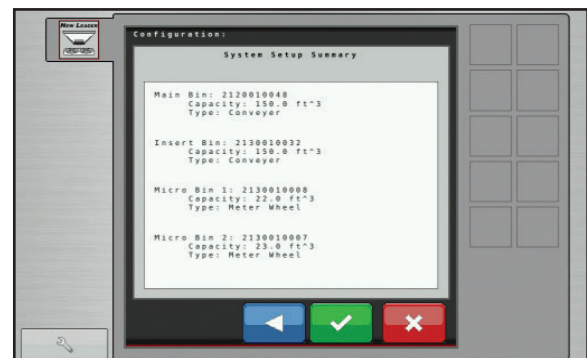 New Leader
Configuration:
System Setup Summary
Main Bin: 2120010048
Capacity: 150.0 ft^3
Type: Conveyer
Insert Bin: 2130010032
Capacity: 150.0 ft^3
Type: Conveyer
Micro Bin 1: 2130010008
Capacity: 22.0 ft^3
Type: Meter Wheel
Micro Bin 2: 2130010007
Capacity: 23.0 ft^3
Type: Meter Wheel